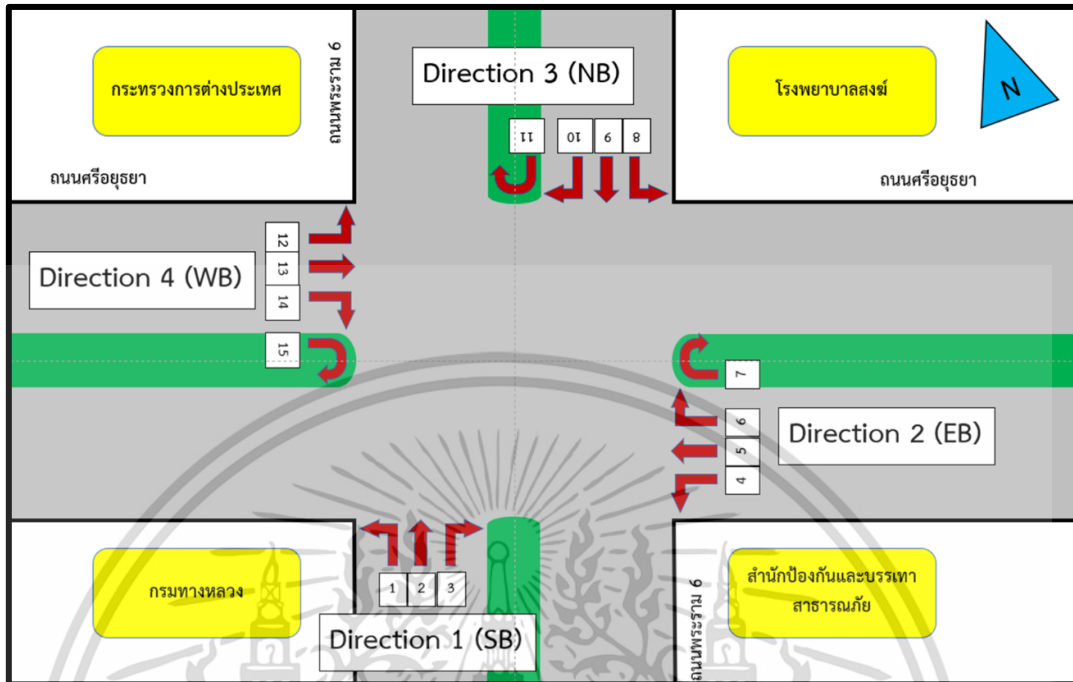 กระทรวงการต่างประเทศ
ถนนพระราม 6
Direction 3 (NB)
โรงพยาบาลสงฆ์
N
ถนนศรีอยุธยา
ถนนศรีอยุธยา
11
10
9
8
12
13
14
15
Direction 4 (WB)
7
6
5
4
Direction 2 (EB)
1
2
3
Direction 1 (SB)
กรมทางหลวง
ถนนพระราม 6
สำนักป้องกันและบรรเทา
สาธารณภัย